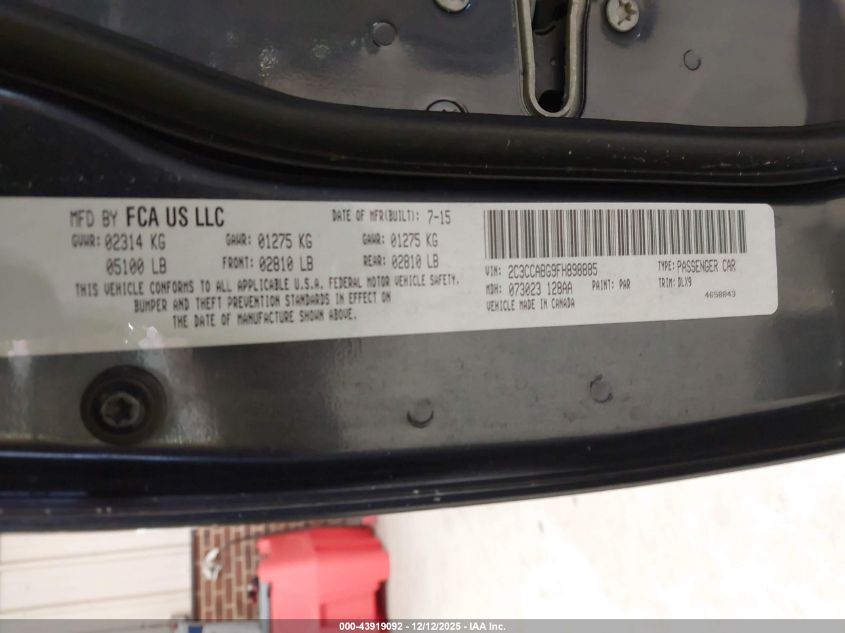 MFD BY FCA US LLC DATE OF MFR(BUILT): 7-15
GVWR: 02314 KG GAWR: 01275 KG GAWR: 01275 KG
05100 LB FRONT: 02810 LB REAR: 02810 LB
THIS VEHICLE CONFORMS TO ALL APPLICABLE U.S.A. FEDERAL MOTOR VEHICLE SAFETY,
BUMPER AND THEFT PREVENTION STANDARDS IN EFFECT ON
THE DATE OF MANUFACTURE SHOWN ABOVE.
VIN: 2C3CCABG9FH898885 TYPE: PASSENGER CAR
MDH: 073023 128AA PAINT: PAR TRIM: DLX9
VEHICLE MADE IN CANADA 4658843
000-43919092 - 12/12/2025 - IAA Inc.